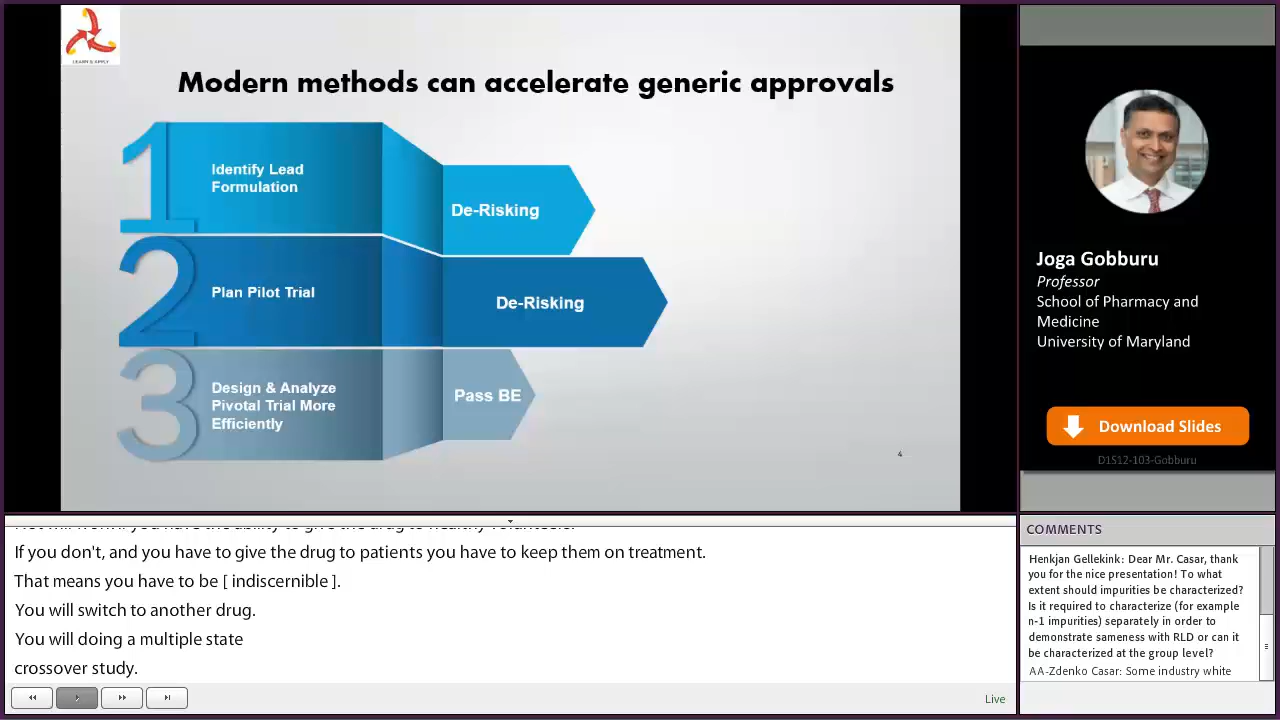 LEARN & APPLY
Modern methods can accelerate generic approvals
1
Identify Lead
Formulation
De-Risking
2
Plan Pilot Trial
De-Risking
3
Design & Analyze
Pivotal Trial More
Efficiently
Pass BE
4
If you don't, and you have to give the drug to patients you have to keep them on treatment.
That means you have to be [ indiscernible ].
You will switch to another drug.
You will doing a multiple state
crossover study.
Live
Joga Gobburu
Professor
School of Pharmacy and
Medicine
University of Maryland
Download Slides
D1S12-103-Gobburu
COMMENTS
Henkjan Gellekink: Dear Mr. Casar, thank
you for the nice presentation! To what
extent should impurities be characterized?
Is it required to characterize (for example
n-1 impurities) separately in order to
demonstrate sameness with RLD or can it
be characterized at the group level?
AA-Zdenko Casar: Some industry white